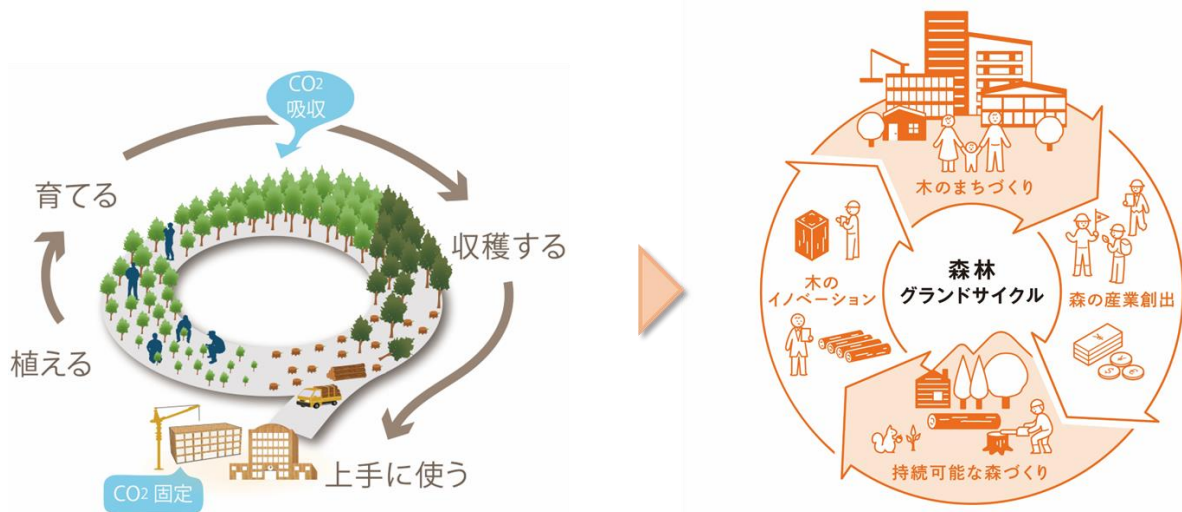 CO2
吸収
育てる
収穫する
植える
上手に使う
CO2 固定
木のまちづくり
木の
イノベーション
森林
グランドサイクル
森の産業創出
¥
¥
$
€
持続可能な森づくり